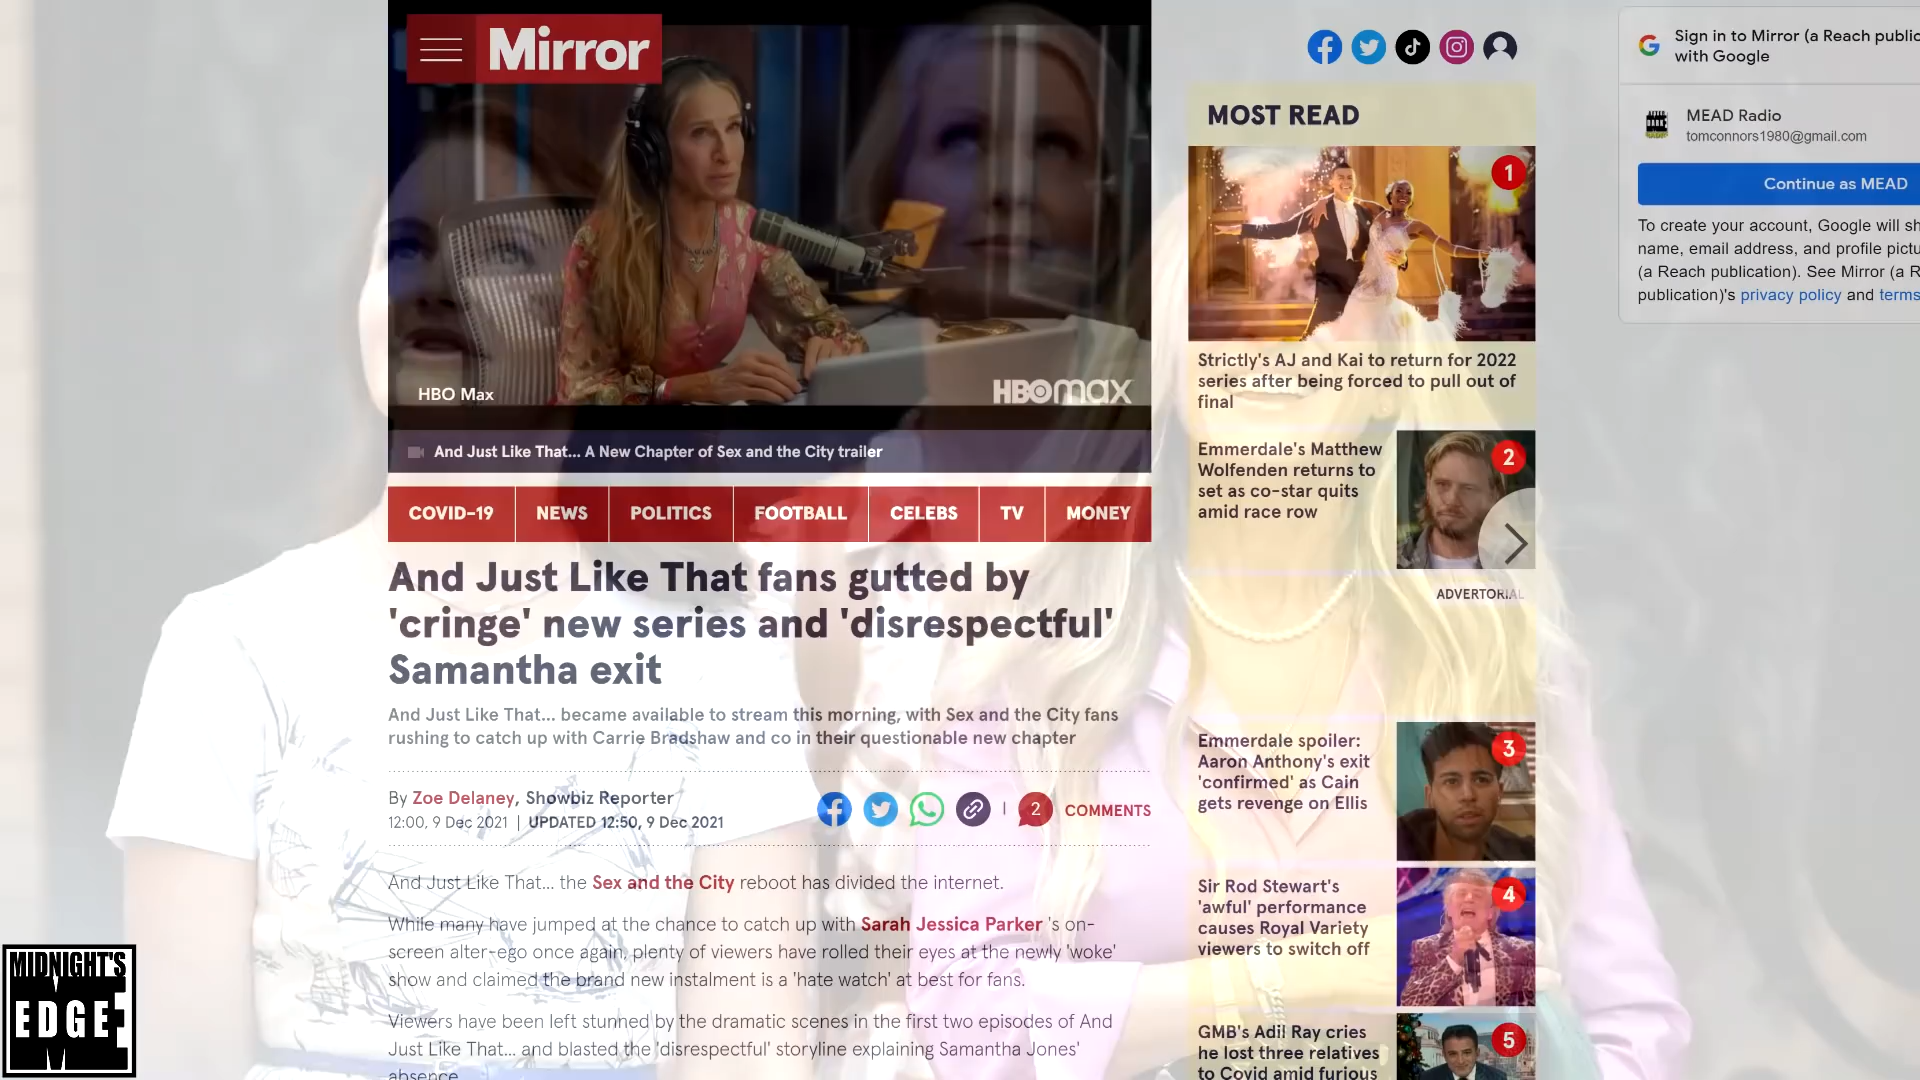 Mirror
HBO Max
HBOMAX
And Just Like That... A New Chapter of Sex and the City trailer
COVID-19 NEWS POLITICS FOOTBALL CELEBS TV MONEY
And Just Like That fans gutted by
'cringe' new series and 'disrespectful'
Samantha exit
And Just Like That... became available to stream this morning, with Sex and the City fans
rushing to catch up with Carrie Bradshaw and co in their questionable new chapter
By Zoe Delaney, Showbiz Reporter
12:00, 9 Dec 2021 | UPDATED 12:50, 9 Dec 2021
2 COMMENTS
And Just Like That... the Sex and the City reboot has divided the internet.
While many have jumped at the chance to catch up with Sarah Jessica Parker 's on-
screen alter-ego once again, plenty of viewers have rolled their eyes at the newly 'woke'
show and claimed the brand new instalment is a 'hate watch' at best for fans.
Viewers have been left stunned by the dramatic scenes in the first two episodes of And
Just Like That... and blasted the 'disrespectful' storyline explaining Samantha Jones'
absence
MOST READ
1
Strictly's AJ and Kai to return for 2022
series after being forced to pull out of
final
Emmerdale's Matthew
Wolfenden returns to
set as co-star quits
amid race row
2
ADVERTORIAL
Emmerdale spoiler:
Aaron Anthony's exit
'confirmed' as Cain
gets revenge on Ellis
3
Sir Rod Stewart's
'awful' performance
causes Royal Variety
viewers to switch off
4
GMB's Adil Ray cries
he lost three relatives
to Covid amid furious
5
Sign in to Mirror (a Reach public
with Google
MEAD Radio
tomconnors1980@gmail.com
Continue as MEAD
To create your account, Google will sh
name, email address, and profile pictu
(a Reach publication). See Mirror (a R
publication)'s privacy policy and terms
MIDNIGHT'S
EDGE